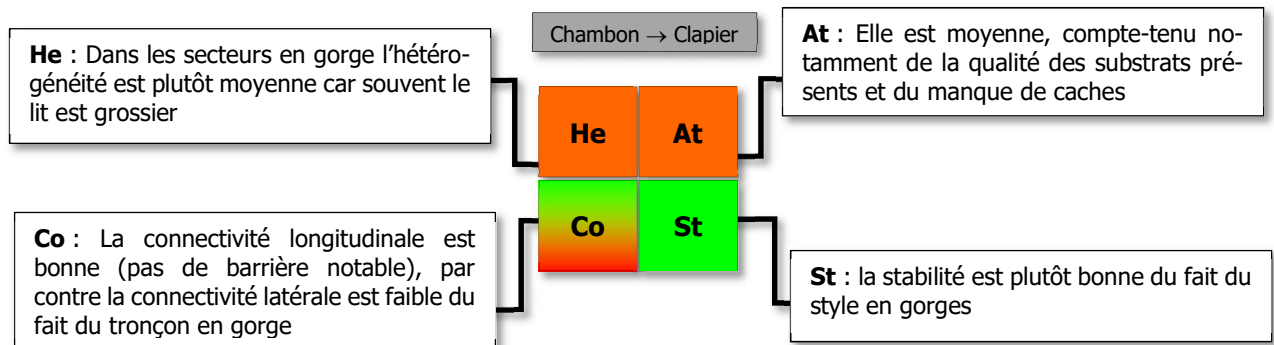 Chambon → Clapier
He : Dans les secteurs en gorge l'hétéro-
généité est plutôt moyenne car souvent le
lit est grossier
At : Elle est moyenne, compte-tenu no-
tamment de la qualité des substrats pré-
sents et du manque de caches
He
At
Co
St
Co : La connectivité longitudinale est
bonne (pas de barrière notable), par
contre la connectivité latérale est faible du
fait du tronçon en gorge
St : la stabilité est plutôt bonne du fait du
style en gorges